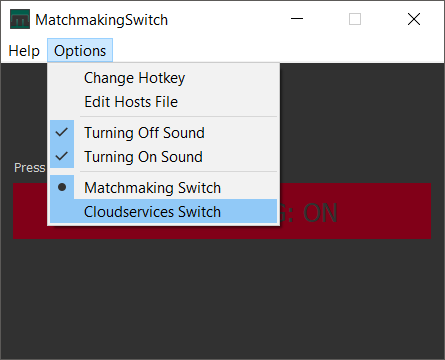 MatchmakingSwitch
Help Options
Change Hotkey
Edit Hosts File
Turning Off Sound
Turning On Sound
Press
Matchmaking Switch
Cloudservices Switch
: ON